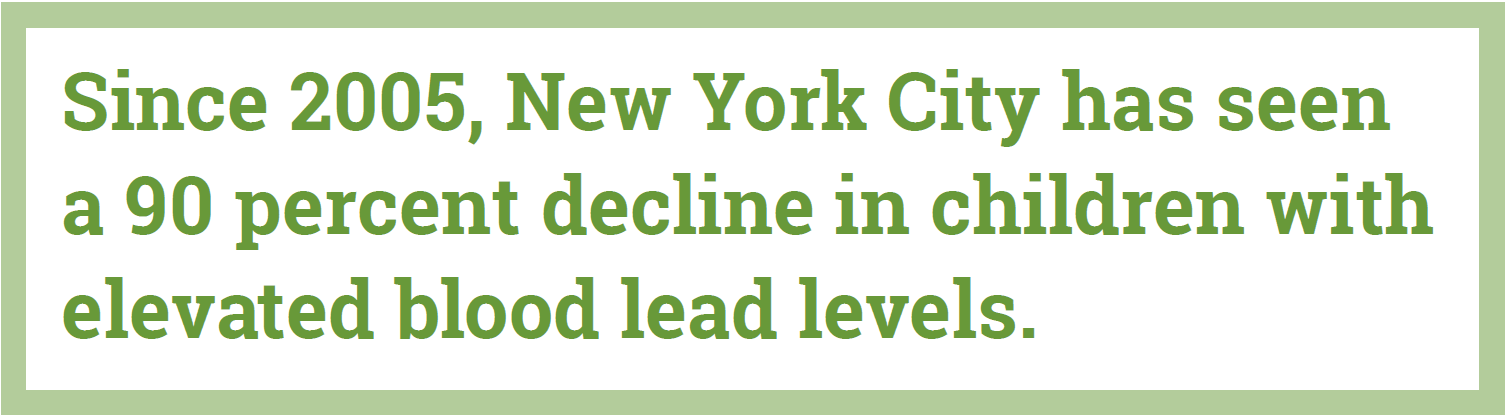 Since 2005, New York City has seen
a 90 percent decline in children with
elevated blood lead levels.